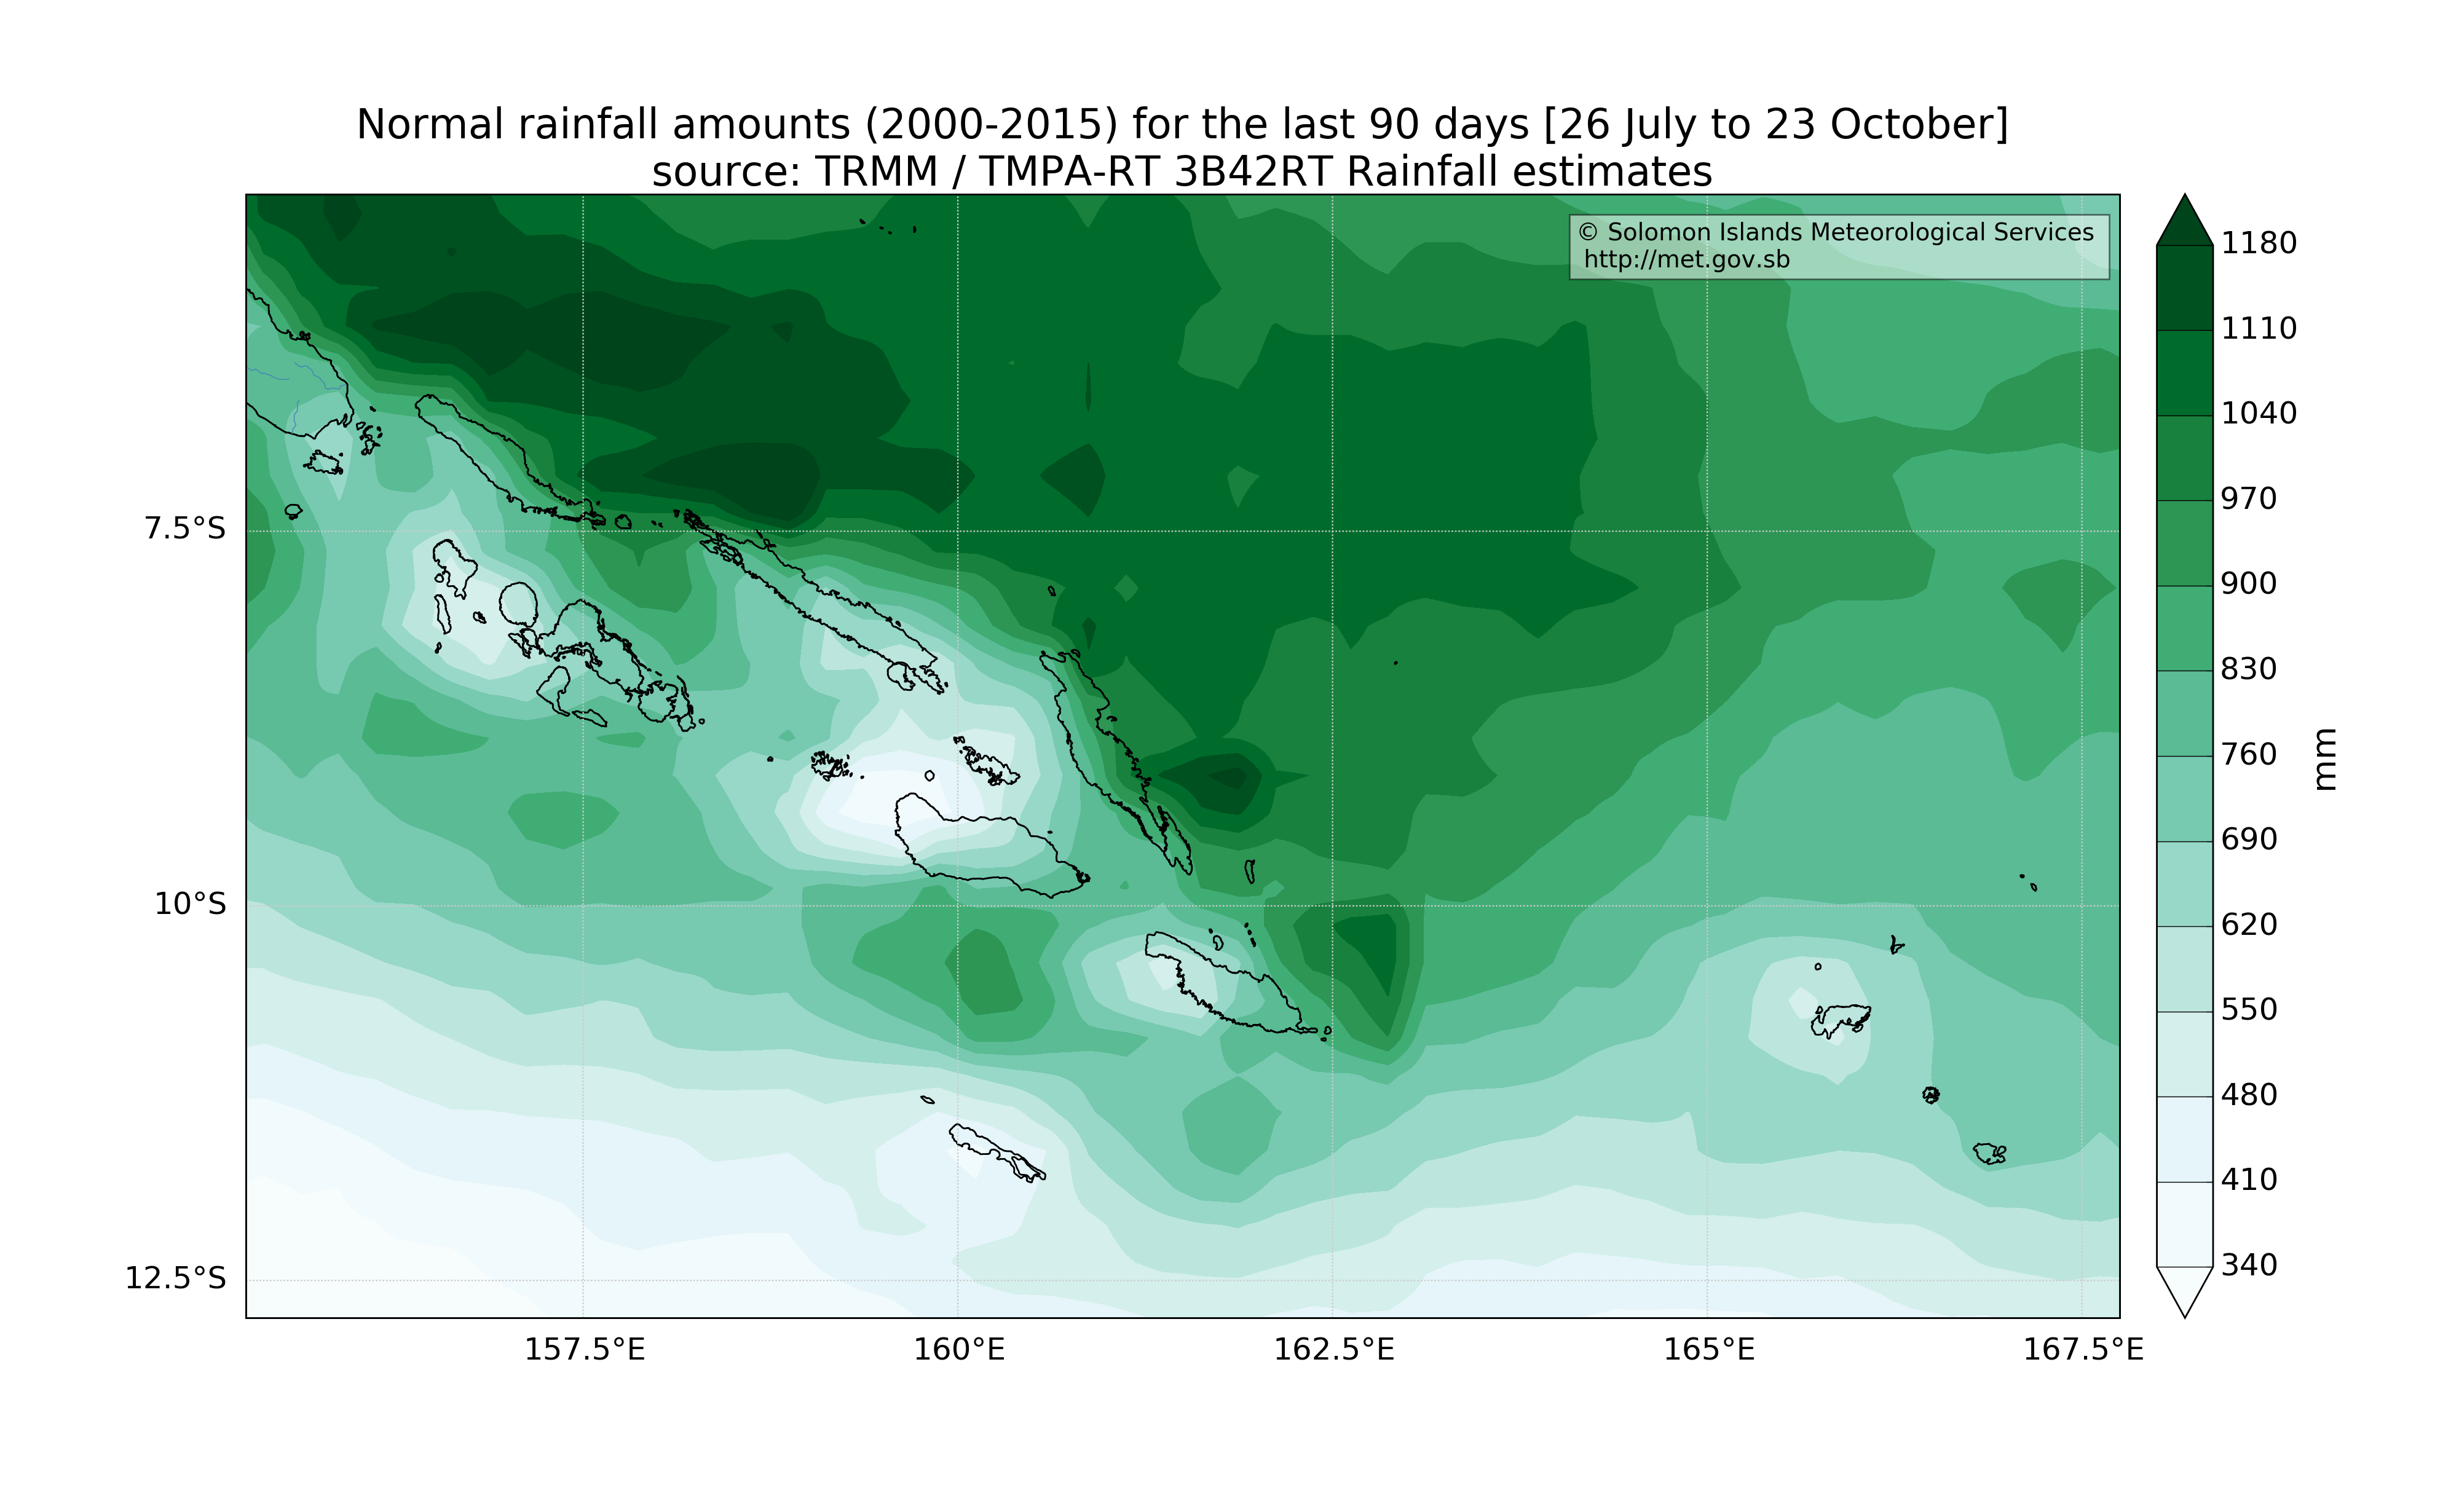 Normal rainfall amounts (2000-2015) for the last 90 days [26 July to 23 October]
source: TRMM / TMPA-RT 3B42RT Rainfall estimates
© Solomon Islands Meteorological Services
http://met.gov.sb
7.5°S
10°S
12.5°S
157.5°E
160°E
162.5°E
165°E
167.5°E
1180
1110
1040
970
900
830
760
690
620
550
480
410
340
mm